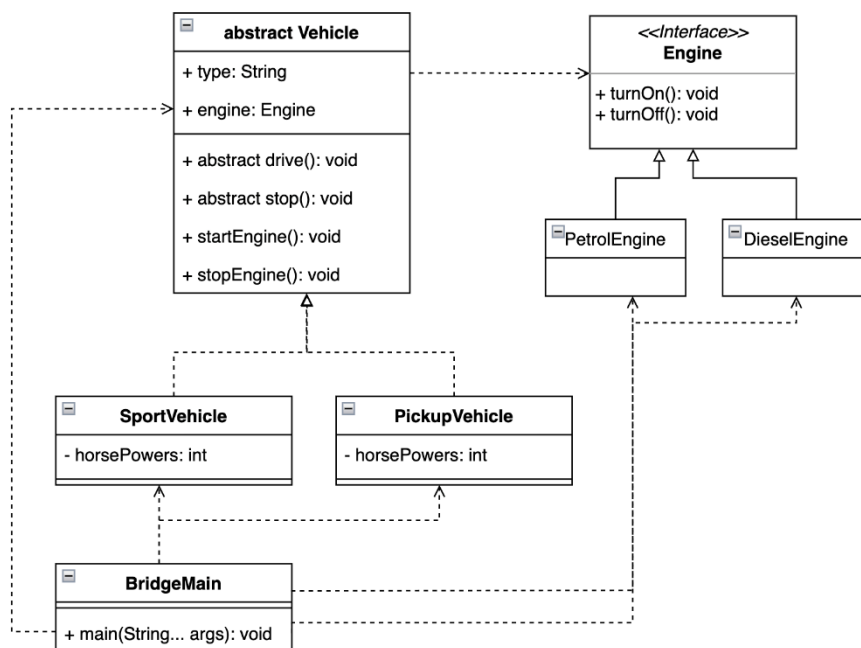 abstract Vehicle
+ type: String
+ engine: Engine
+ abstract drive(): void
+ abstract stop(): void
+ startEngine(): void
+ stopEngine(): void
<<Interface>>
Engine
+ turnOn(): void
+ turnOff(): void
PetrolEngine
DieselEngine
SportVehicle
- horsePowers: int
PickupVehicle
- horsePowers: int
BridgeMain
+ main(String... args): void